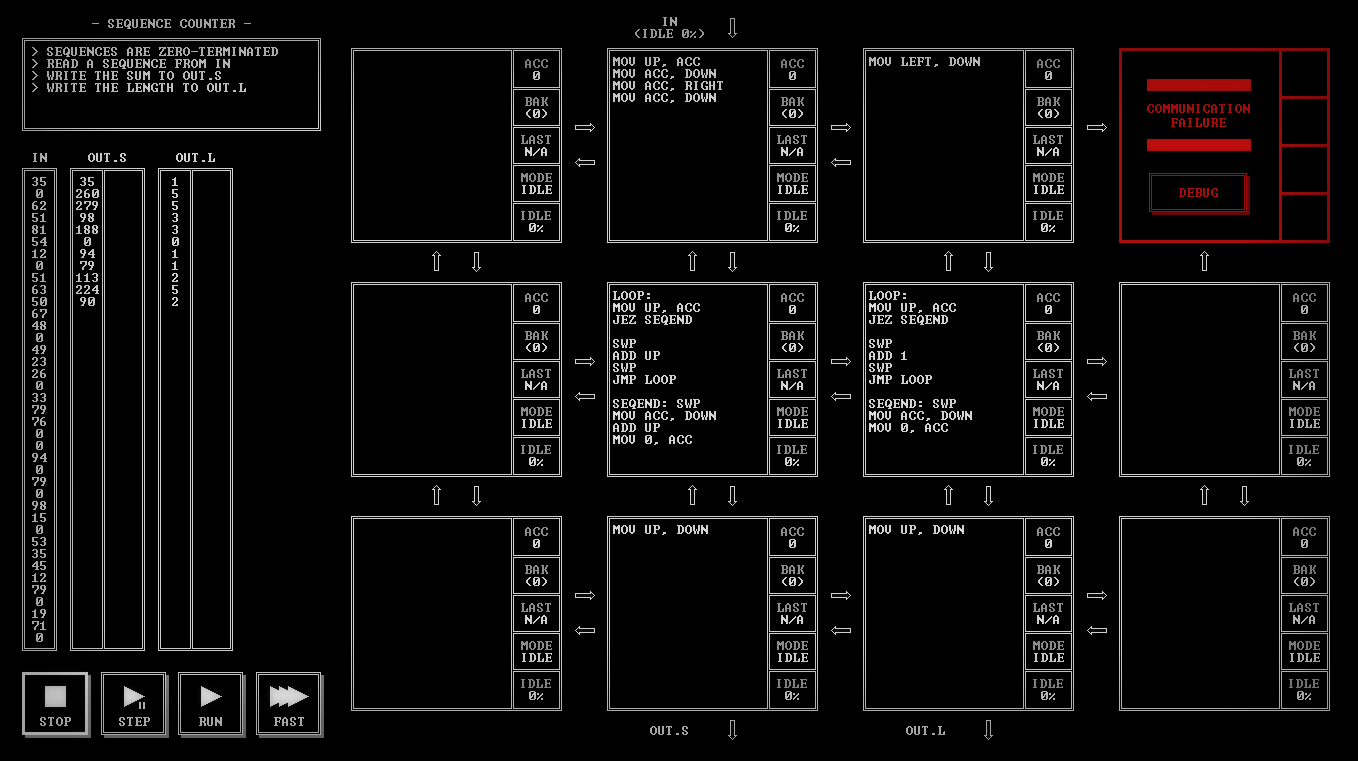 - SEQUENCE COUNTER -
> SEQUENCES ARE ZERO-TERMINATED
> READ A SEQUENCE FROM IN
> WRITE THE SUM TO OUT.S
> WRITE THE LENGTH TO OUT.L
IN OUT.S OUT.L
35 35 1
0 260 5
62 279 5
51 98 3
81 188 3
54 0 0
12 94 1
0 79 1
51 113 2
63 224 5
50 90 2
67
48
0
49
23
26
0
33
79
76
0
0
94
0
79
0
98
15
0
53
35
45
12
79
0
19
71
0
STOP
STEP
RUN
FAST
IN
(IDLE 0%)
ACC
0
BAK
(0)
LAST
N/A
MODE
IDLE
IDLE
0%
MOV UP, ACC
MOV ACC, DOWN
MOV ACC, RIGHT
MOV ACC, DOWN
ACC
0
BAK
(0)
LAST
N/A
MODE
IDLE
IDLE
0%
MOV LEFT, DOWN
ACC
0
BAK
(0)
LAST
N/A
MODE
IDLE
IDLE
0%
COMMUNICATION
FAILURE
DEBUG
ACC
0
BAK
(0)
LAST
N/A
MODE
IDLE
IDLE
0%
LOOP:
MOV UP, ACC
JEZ SEQEND
SWP
ADD UP
SWP
JMP LOOP
SEQEND: SWP
MOV ACC, DOWN
ADD UP
MOV 0, ACC
ACC
0
BAK
(0)
LAST
N/A
MODE
IDLE
IDLE
0%
LOOP:
MOV UP, ACC
JEZ SEQEND
SWP
ADD 1
SWP
JMP LOOP
SEQEND: SWP
MOV ACC, DOWN
MOV 0, ACC
ACC
0
BAK
(0)
LAST
N/A
MODE
IDLE
IDLE
0%
ACC
0
BAK
(0)
LAST
N/A
MODE
IDLE
IDLE
0%
ACC
0
BAK
(0)
LAST
N/A
MODE
IDLE
IDLE
0%
MOV UP, DOWN
ACC
0
BAK
(0)
LAST
N/A
MODE
IDLE
IDLE
0%
MOV UP, DOWN
ACC
0
BAK
(0)
LAST
N/A
MODE
IDLE
IDLE
0%
ACC
0
BAK
(0)
LAST
N/A
MODE
IDLE
IDLE
0%
OUT.S
OUT.L